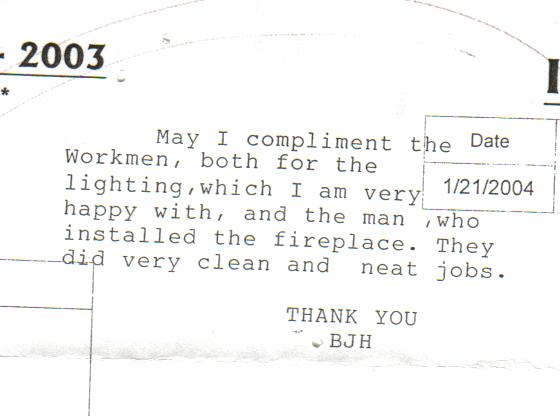 - 2003
I
*
May I compliment the
Date
Workmen, both for the
lighting,which I am very
1/21/2004
happy with, and the man ,who
installed the fireplace. They
did very clean and neat jobs.
THANK YOU
BJH